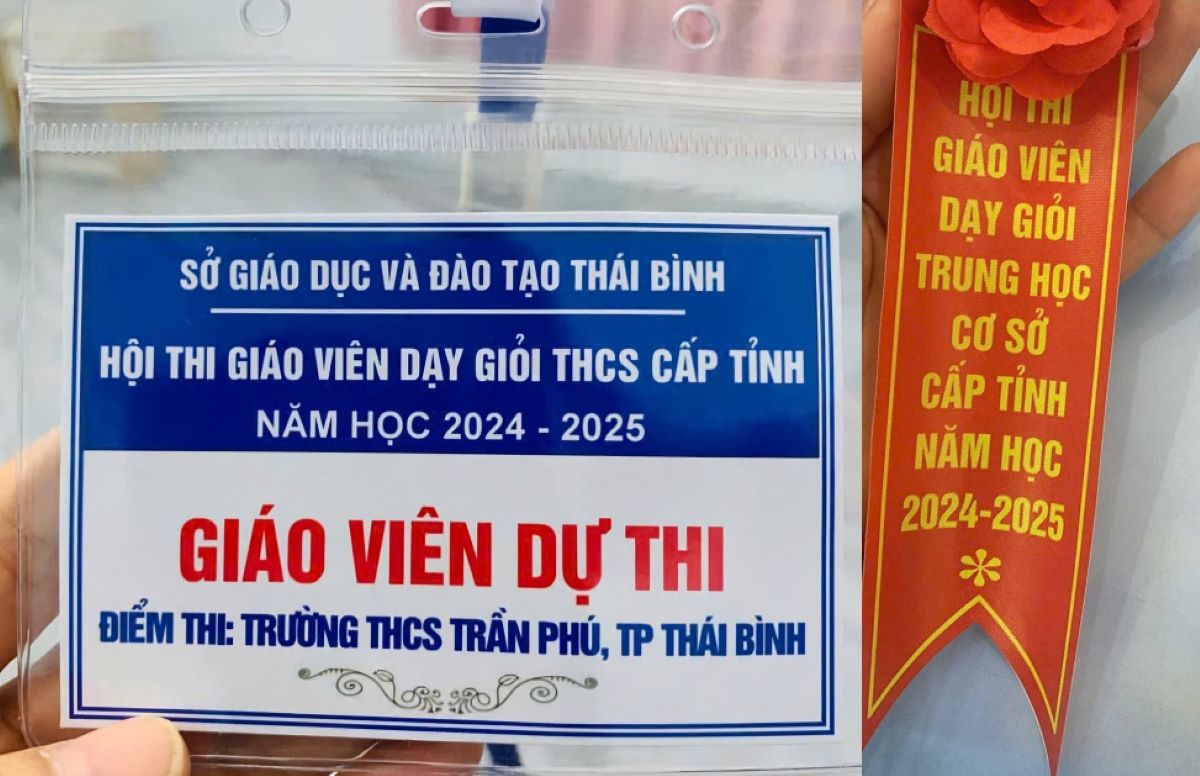 SỞ GIÁO DỤC VÀ ĐÀO TẠO THÁI BÌNH
HỘI THI GIÁO VIÊN DẠY GIỎI THCS CẤP TỈNH
NĂM HỌC 2024 - 2025
GIÁO VIÊN DỰ THI
ĐIỂM THI: TRƯỜNG THCS TRẦN PHÚ, TP THÁI BÌNH
HỘI THI
GIÁO VIÊN
DẠY GIỎI
TRUNG HỌC
CƠ SỞ
CẤP TỈNH
NĂM HỌC
2024-2025